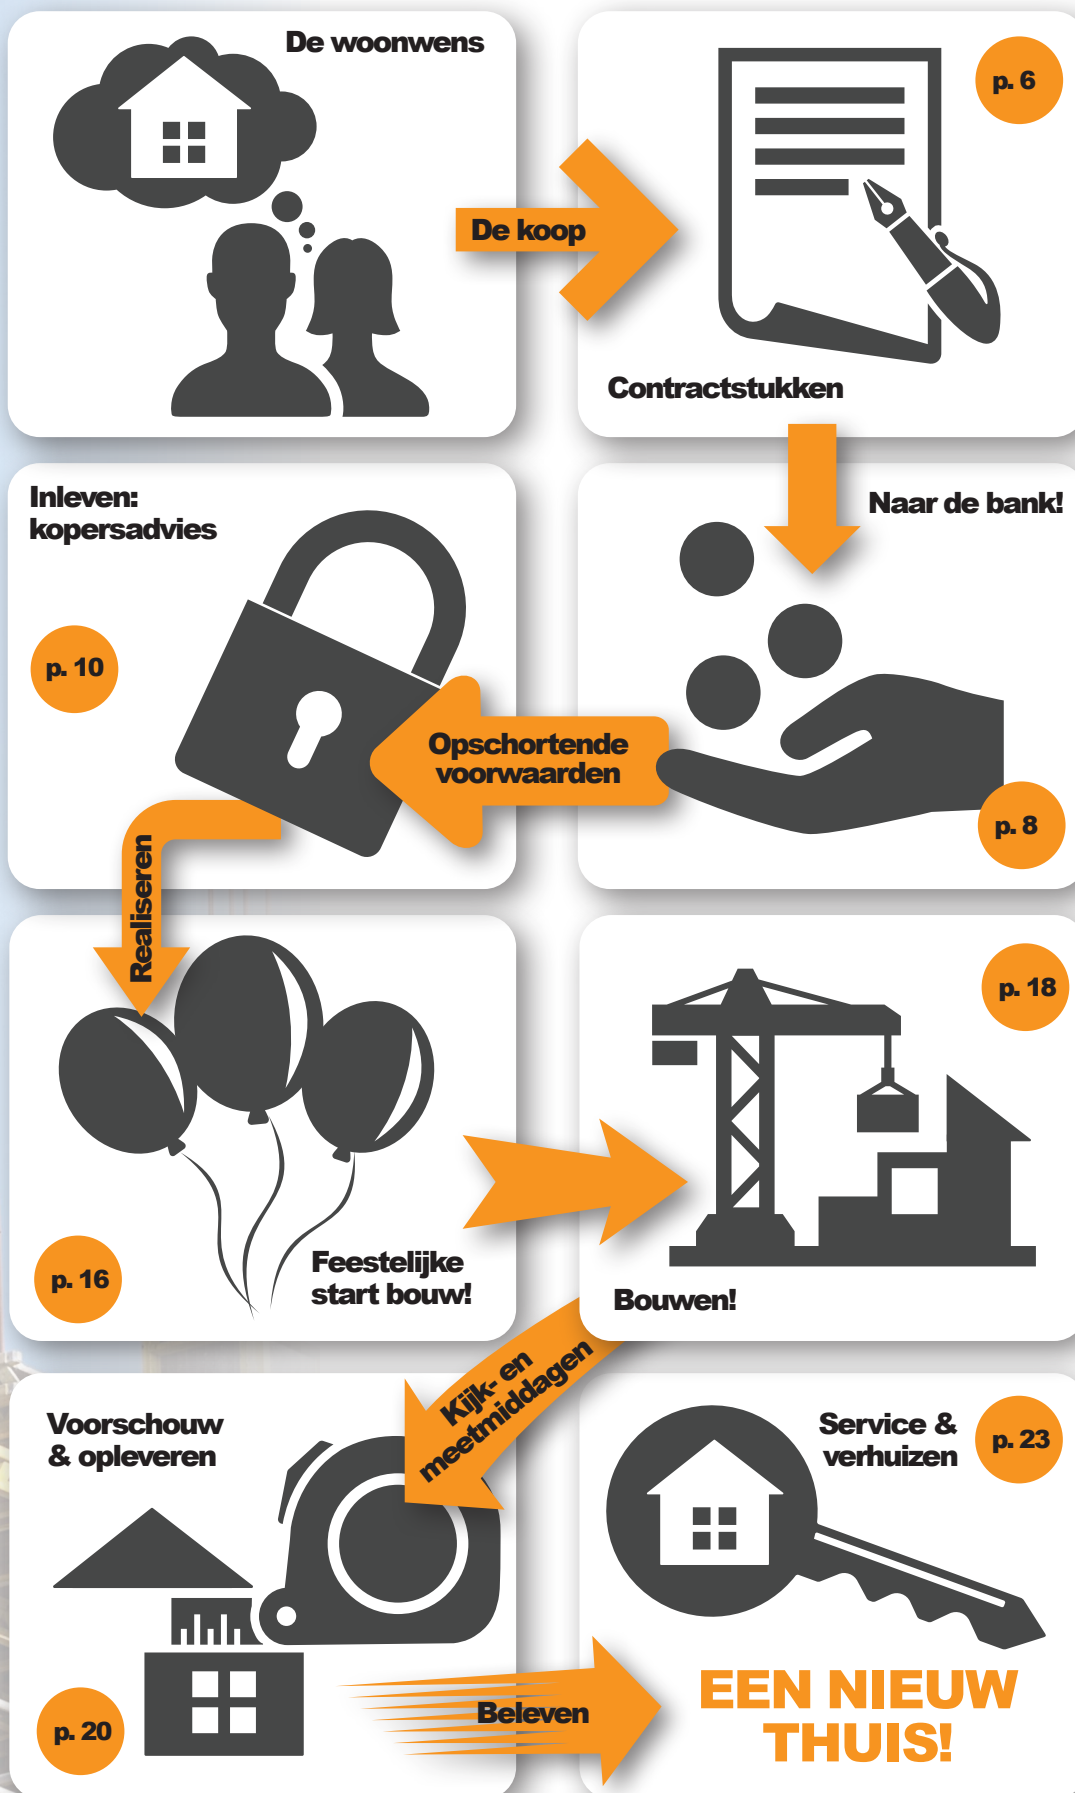 De woonwens
De koop
p. 6
Contractstukken
Naar de bank!
p. 8
Opschortende
voorwaarden
Inleven:
kopersadvies
p. 10
Realiseren
p. 16
Feestelijke
start bouw!
p. 18
Bouwen!
Kijk- en
meetmiddagen
Voorschouw
& opleveren
p. 20
Beleven
Service &
verhuizen
p. 23
EEN NIEUW
THUIS!